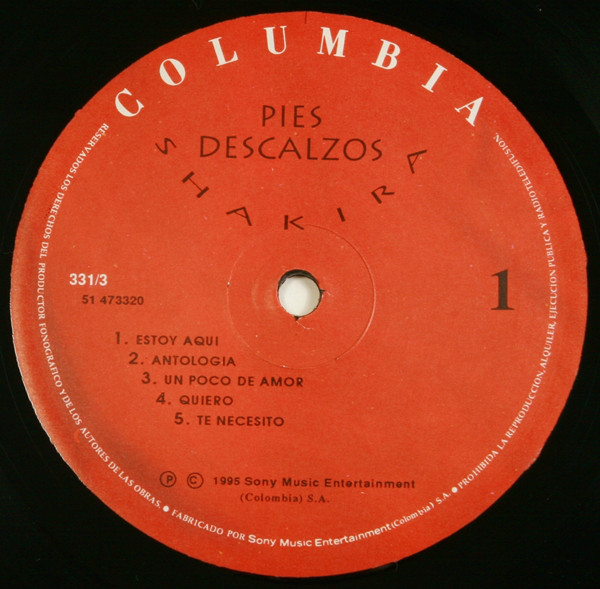 COLUMBIA
PIES
DESCALZOS
SHAKIRA
331/3
51 473320
1
1. ESTOY AQUI
2. ANTOLOGIA
3. UN POCO DE AMOR
4. QUIERO
5. TE NECESITO
Ⓟ © 1995 Sony Music Entertainment
(Colombia) S.A.
RESERVADOS LOS DERECHOS DEL PRODUCTOR FONOGRAFICO Y DE LOS AUTORES DE LAS OBRAS. ● FABRICADO POR Sony Music Entertainment (Colombia) S.A. ● PROHIBIDA LA REPRODUCCION, ALQUILER, EJECUCION PUBLICA Y RADIOTELEDIFUSION.